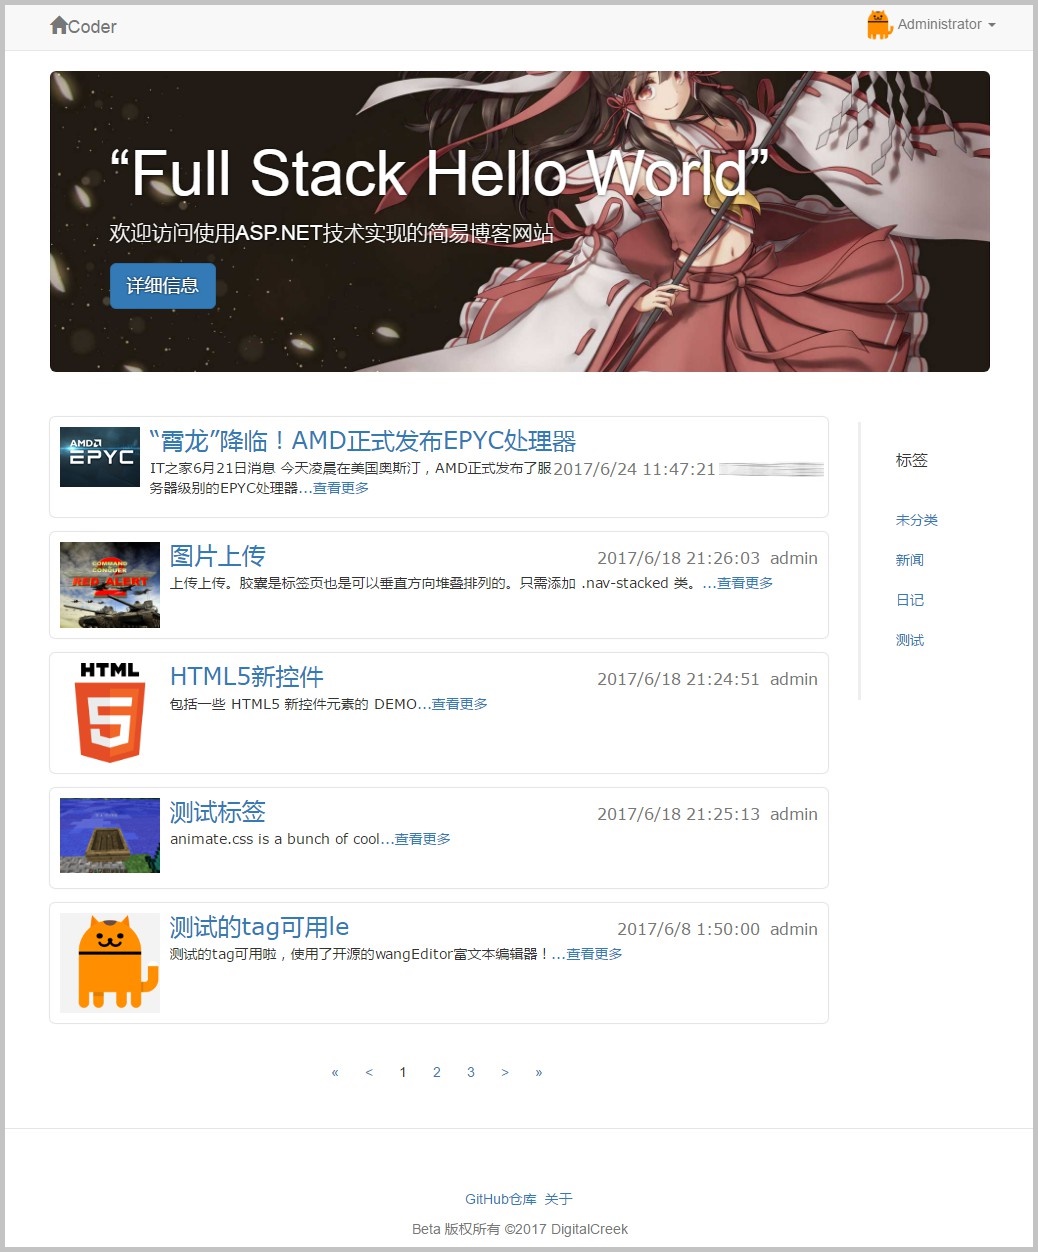 Coder
Administrator
“Full Stack Hello World”
欢迎访问使用ASP.NET技术实现的简易博客网站
详细信息
AMD
EPYC
“霄龙”降临！AMD正式发布EPYC处理器
IT之家6月21日消息 今天凌晨在美国奥斯汀，AMD正式发布了服
2017/6/24 11:47:21
务器级别的EPYC处理器...查看更多
标签
未分类
新闻
日记
测试
COMMAND
CONQUER
RED ALERT
2
图片上传
2017/6/18 21:26:03 admin
上传上传。胶囊是标签页也是可以垂直方向堆叠排列的。只需添加 .nav-stacked 类。...查看更多
HTML
5
HTML5新控件
2017/6/18 21:24:51 admin
包括一些 HTML5 新控件元素的 DEMO...查看更多
测试标签
2017/6/18 21:25:13 admin
animate.css is a bunch of cool...查看更多
测试的tag可用le
2017/6/8 1:50:00 admin
测试的tag可用啦，使用了开源的wangEditor富文本编辑器！...查看更多
« < 1 2 3 > »
GitHub仓库 关于
Beta 版权所有 ©2017 DigitalCreek